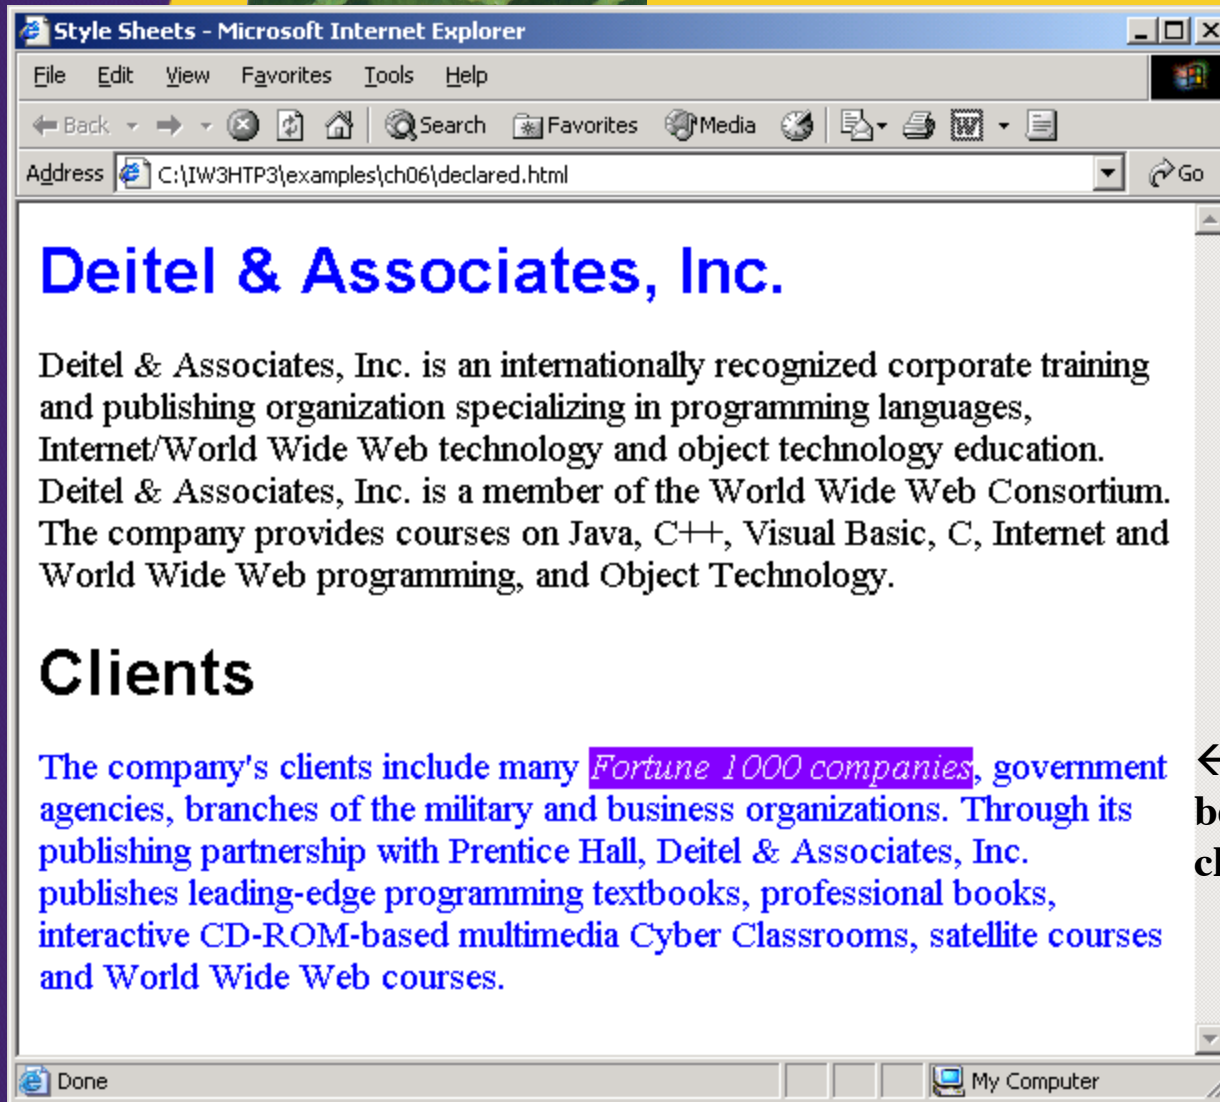 Style Sheets - Microsoft Internet Explorer
File Edit View Favorites Tools Help
Back Search Favorites Media
Address C:\IW3HTP3\examples\ch06\declared.html Go
Deitel & Associates, Inc.
Deitel & Associates, Inc. is an internationally recognized corporate training
and publishing organization specializing in programming languages,
Internet/World Wide Web technology and object technology education.
Deitel & Associates, Inc. is a member of the World Wide Web Consortium.
The company provides courses on Java, C++, Visual Basic, C, Internet and
World Wide Web programming, and Object Technology.
Clients
The company's clients include many Fortune 1000 companies, government
agencies, branches of the military and business organizations. Through its
publishing partnership with Prentice Hall, Deitel & Associates, Inc.
publishes leading-edge programming textbooks, professional books,
interactive CD-ROM-based multimedia Cyber Classrooms, satellite courses
and World Wide Web courses.
Done My Computer